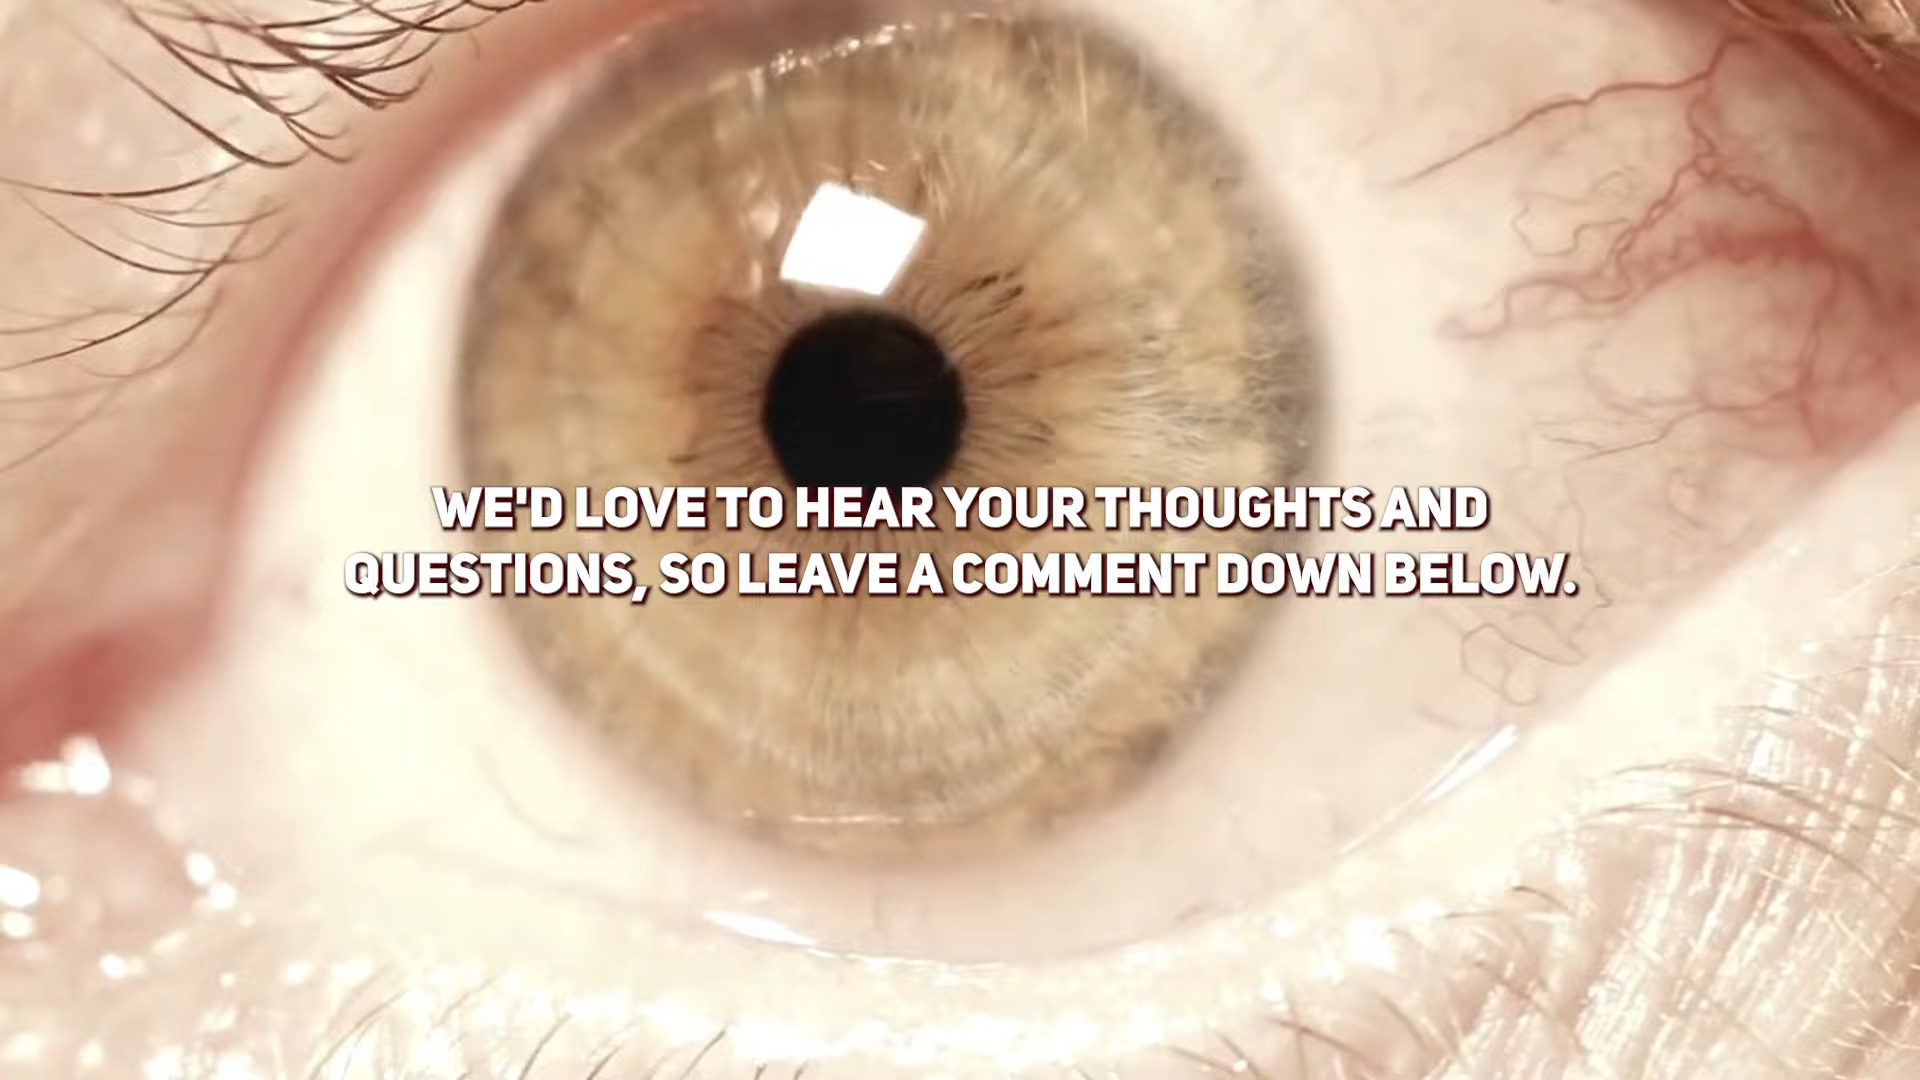 WE'D LOVE TO HEAR YOUR THOUGHTS AND
QUESTIONS, SO LEAVE A COMMENT DOWN BELOW.